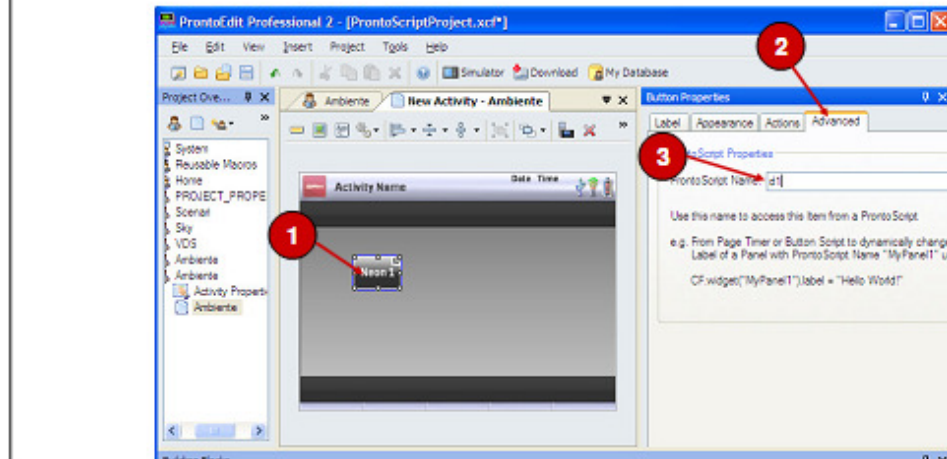 ProntoEdit Professional 2 - [ProntoScriptProject.xcf*]
File Edit View Insert Project Tools Help
Simulator Download My Database
Project Ove...
Ambiente New Activity - Ambiente
Button Properties
Label Appearance Actions Advanced
2
System
Reusable Macros
Home
PROJECT_PROPE
Scenari
Sky
VDS
Ambiente
Ambiente
Activity Properti
Ambiente
Activity Name
Date Time
1
Neon 1
3
Script Properties
ProntoScript Name: d1
Use this name to access this item from a ProntoScript
e.g. From Page Timer or Button Script to dynamically change
Label of a Panel with ProntoScript Name "MyPanel1" u
CF.widget("MyPanel1").label = "Hello World!"